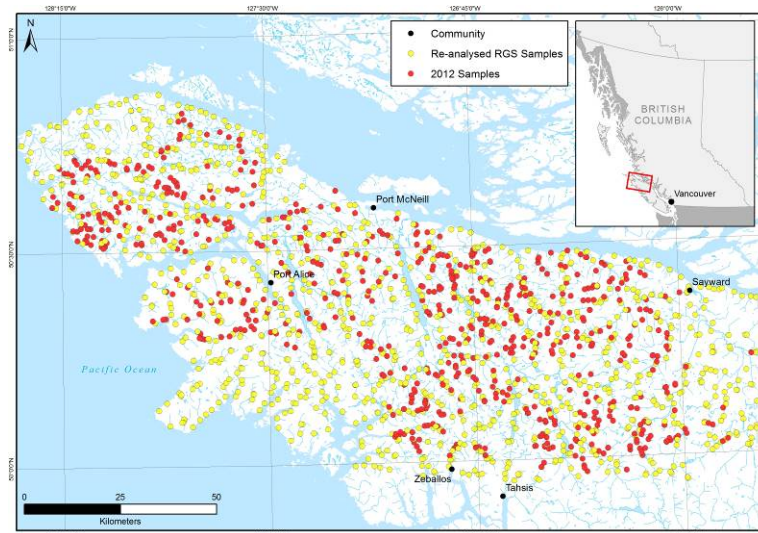 128°15'0"W
127°30'0"W
126°45'0"W
126°0'0"W
N
51°0'0"N
50°30'0"N
50°0'0"N
Community
Re-analysed RGS Samples
2012 Samples
BRITISH
COLUMBIA
Vancouver
Port McNeill
Port Alice
Sayward
Pacific Ocean
Zeballos
Tahsis
0 25 50
Kilometers